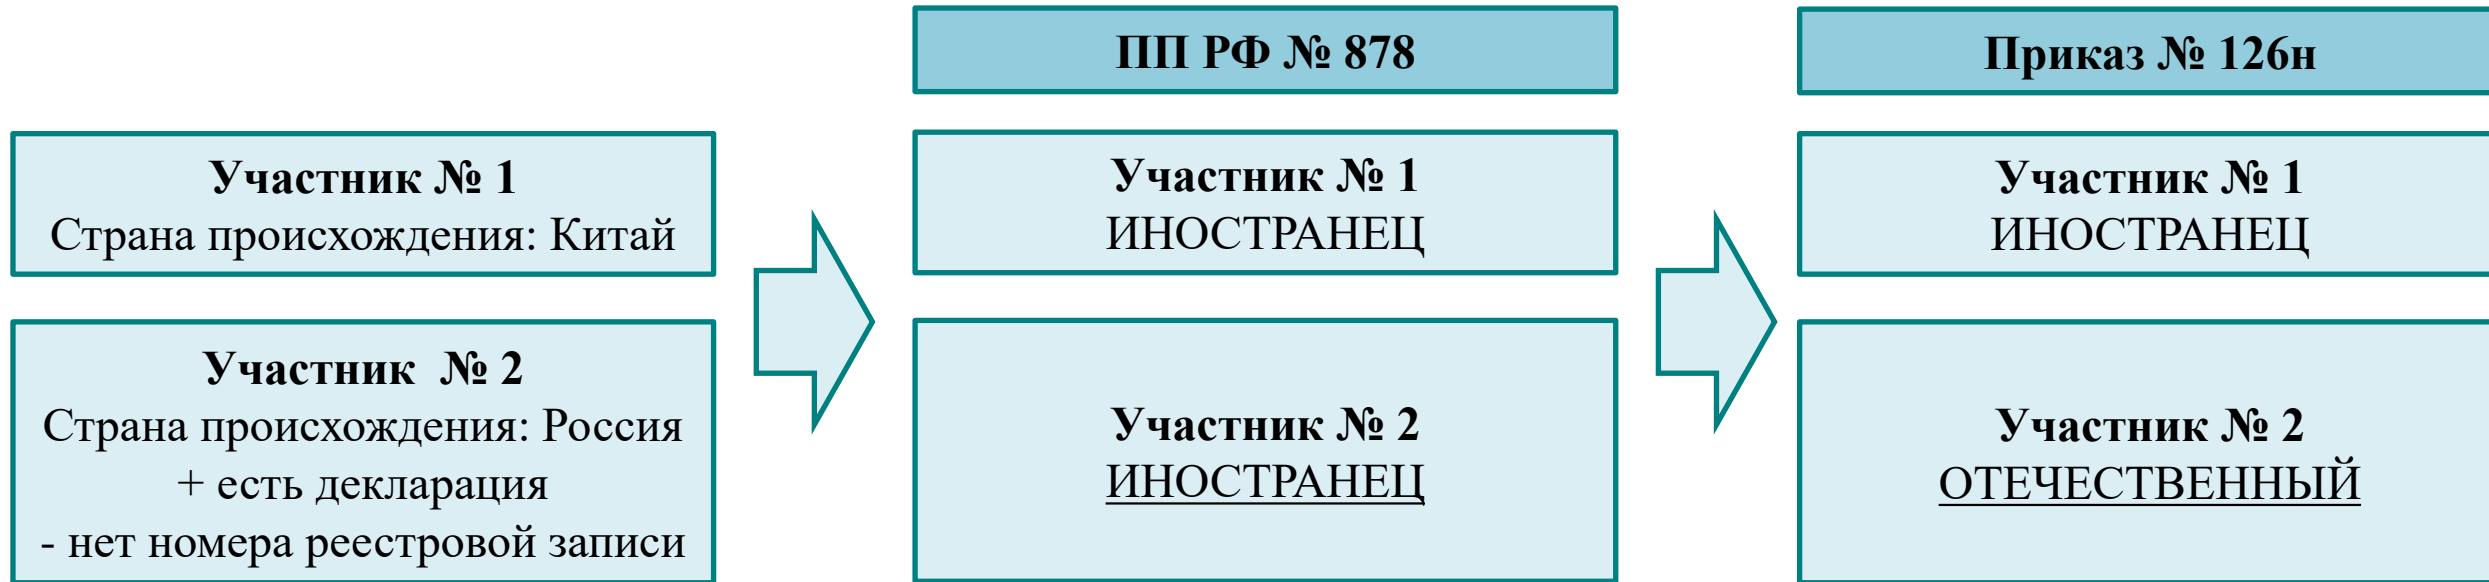 ПП РФ № 878
Приказ № 126н
Участник № 1
Страна происхождения: Китай
Участник № 1
ИНОСТРАНЕЦ
Участник № 1
ИНОСТРАНЕЦ
Участник № 2
Страна происхождения: Россия
+ есть декларация
- нет номера реестровой записи
Участник № 2
ИНОСТРАНЕЦ
Участник № 2
ОТЕЧЕСТВЕННЫЙ